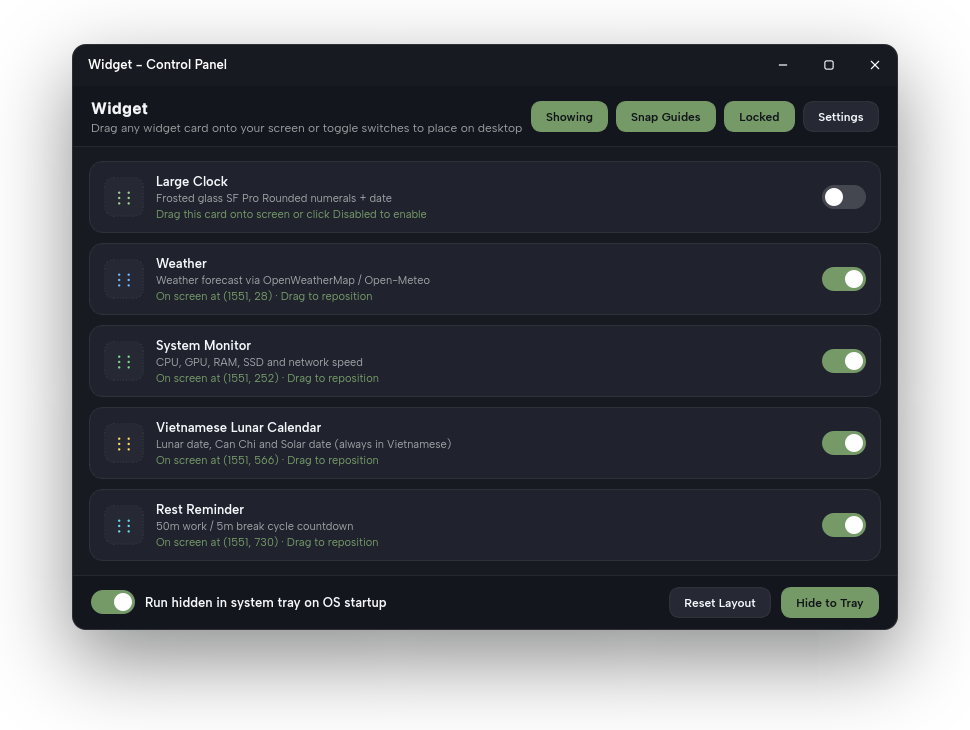 Widget – Control Panel
Widget
Drag any widget card onto your screen or toggle switches to place on desktop
Showing
Snap Guides
Locked
Settings
Large Clock
Frosted glass SF Pro Rounded numerals + date
Drag this card onto screen or click Disabled to enable
Weather
Weather forecast via OpenWeatherMap / Open-Meteo
On screen at (1551, 28) · Drag to reposition
System Monitor
CPU, GPU, RAM, SSD and network speed
On screen at (1551, 252) · Drag to reposition
Vietnamese Lunar Calendar
Lunar date, Can Chi and Solar date (always in Vietnamese)
On screen at (1551, 566) · Drag to reposition
Rest Reminder
50m work / 5m break cycle countdown
On screen at (1551, 730) · Drag to reposition
Run hidden in system tray on OS startup
Reset Layout
Hide to Tray